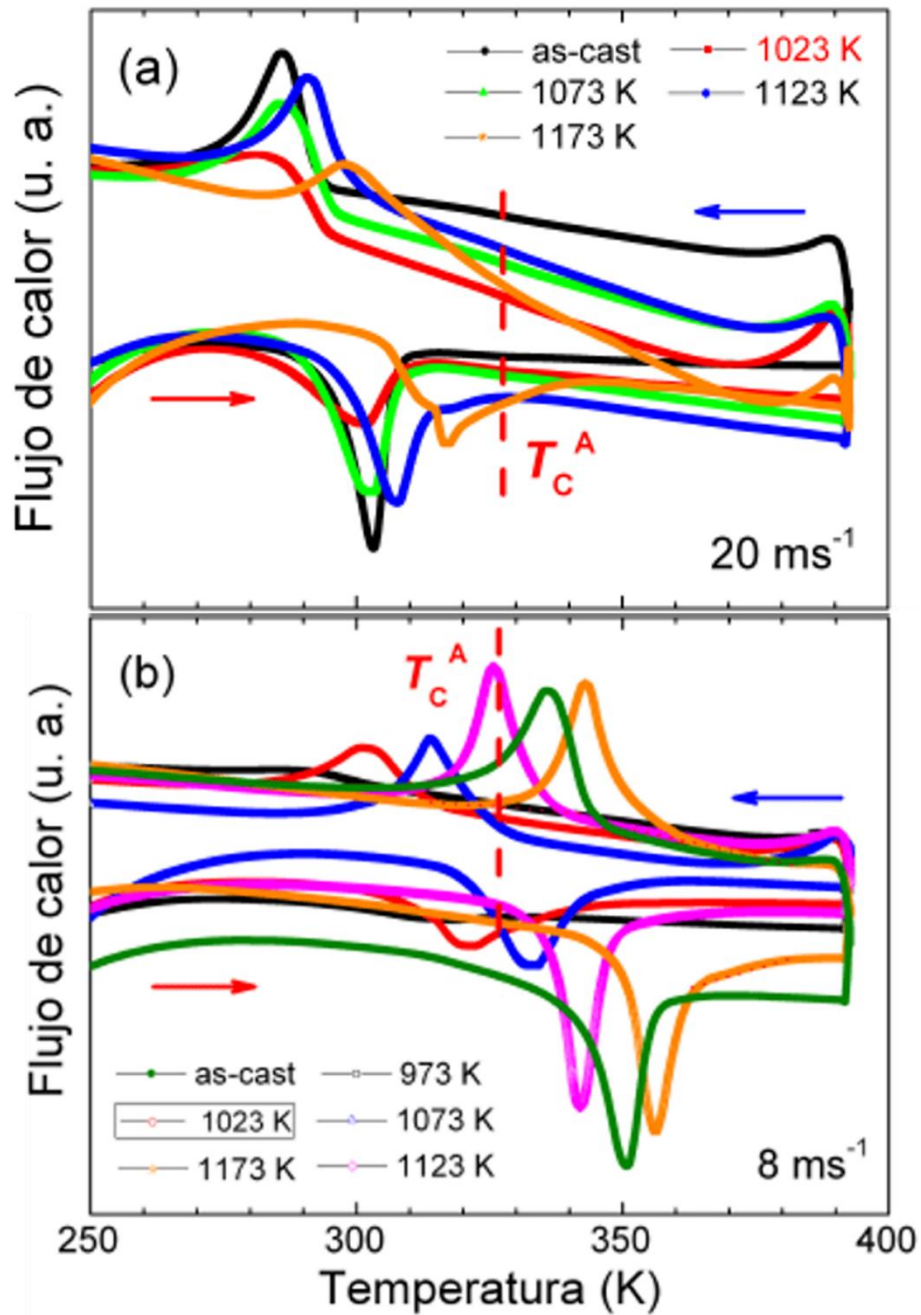 (a)
as-cast 1023 K
1073 K 1123 K
1173 K
Flujo de calor (u. a.)
T_C^A
20 ms⁻¹
(b)
T_C^A
Flujo de calor (u. a.)
as-cast 973 K
1023 K 1073 K
1173 K 1123 K
8 ms⁻¹
250 300 350 400
Temperatura (K)